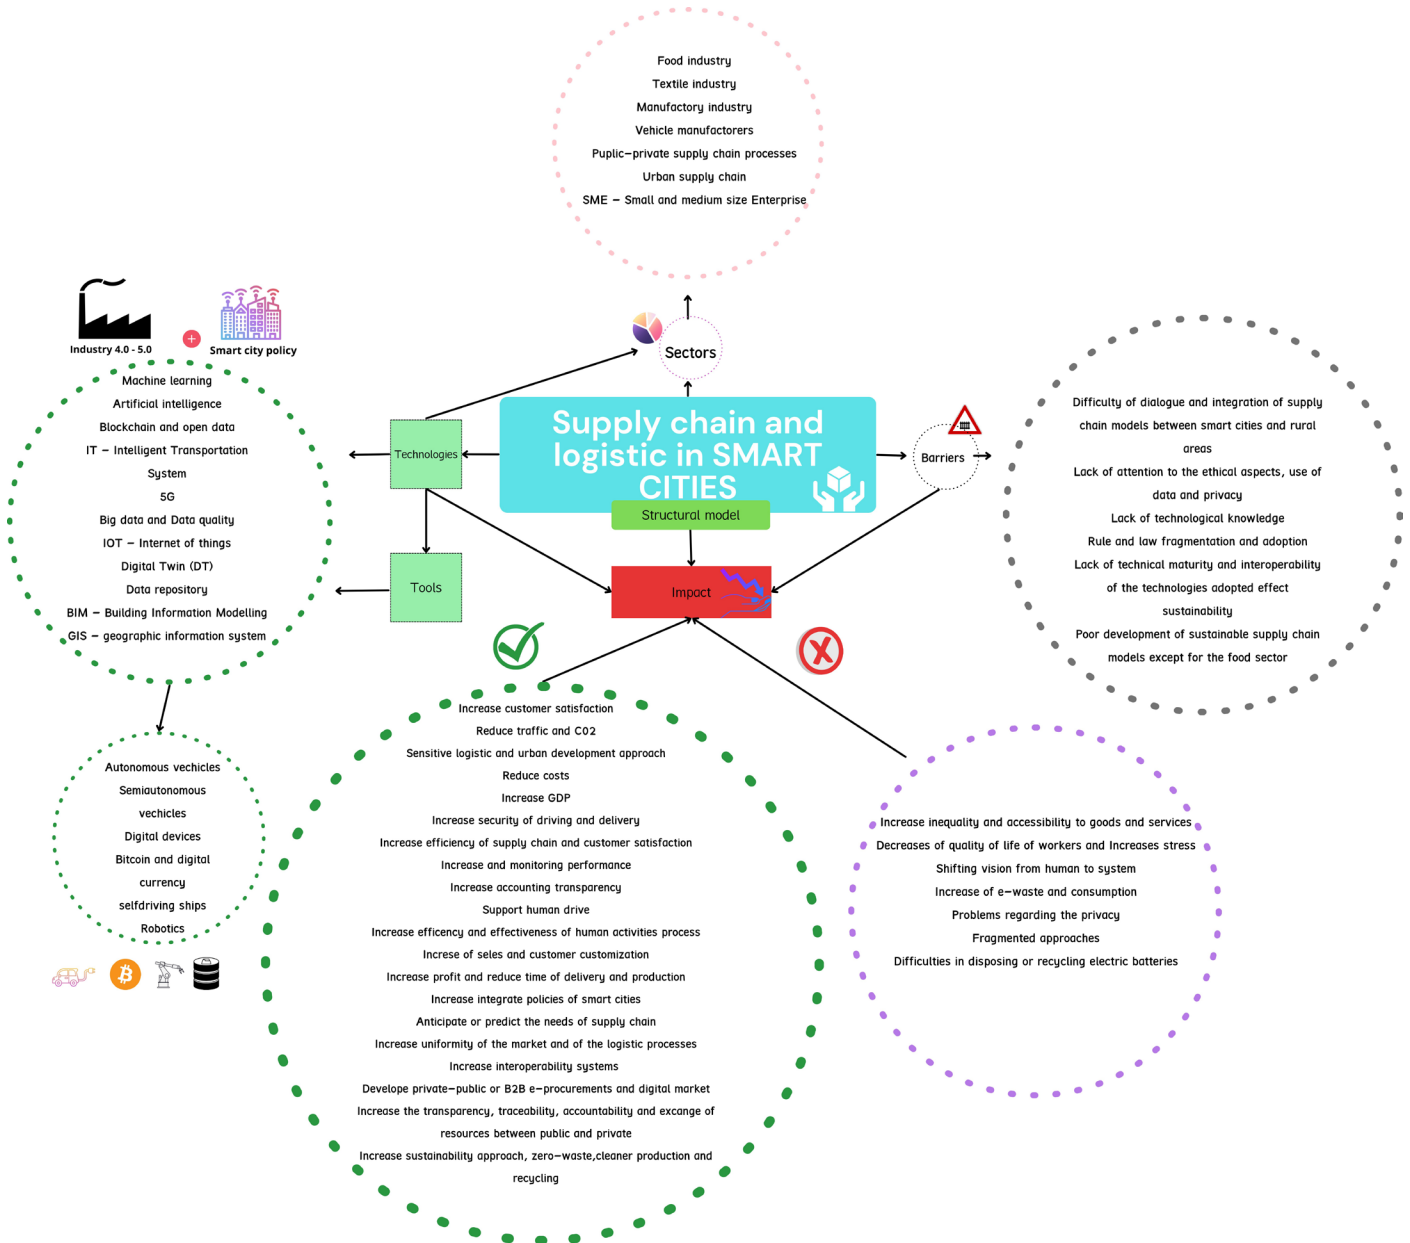 Food industry
Textile industry
Manufactory industry
Vehicle manufactorers
Puplic-private supply chain processes
Urban supply chain
SME - Small and medium size Enterprise
Sectors
Industry 4.0 - 5.0
Smart city policy
Machine learning
Artificial intelligence
Blockchain and open data
IT - Intelligent Transportation
System
5G
Big data and Data quality
IOT - Internet of things
Digital Twin (DT)
Data repository
BIM - Building Information Modelling
GIS - geographic information system
Technologies
Tools
Supply chain and
logistic in SMART
CITIES
Structural model
Impact
Barriers
Difficulty of dialogue and integration of supply
chain models between smart cities and rural
areas
Lack of attention to the ethical aspects, use of
data and privacy
Lack of technological knowledge
Rule and law fragmentation and adoption
Lack of technical maturity and interoperability
of the technologies adopted effect
sustainability
Poor development of sustainable supply chain
models except for the food sector
Autonomous vechicles
Semiautonomous
vechicles
Digital devices
Bitcoin and digital
currency
selfdriving ships
Robotics
Increase customer satisfaction
Reduce traffic and C02
Sensitive logistic and urban development approach
Reduce costs
Increase GDP
Increase security of driving and delivery
Increase efficiency of supply chain and customer satisfaction
Increase and monitoring performance
Increase accounting transparency
Support human drive
Increase efficency and effectiveness of human activities process
Increse of seles and customer customization
Increase profit and reduce time of delivery and production
Increase integrate policies of smart cities
Anticipate or predict the needs of supply chain
Increase uniformity of the market and of the logistic processes
Increase interoperability systems
Develope private-public or B2B e-procurements and digital market
Increase the transparency, traceability, accountability and excange of
resources between public and private
Increase sustainability approach, zero-waste,cleaner production and
recycling
Increase inequality and accessibility to goods and services
Decreases of quality of life of workers and Increases stress
Shifting vision from human to system
Increase of e-waste and consumption
Problems regarding the privacy
Fragmented approaches
Difficulties in disposing or recycling electric batteries